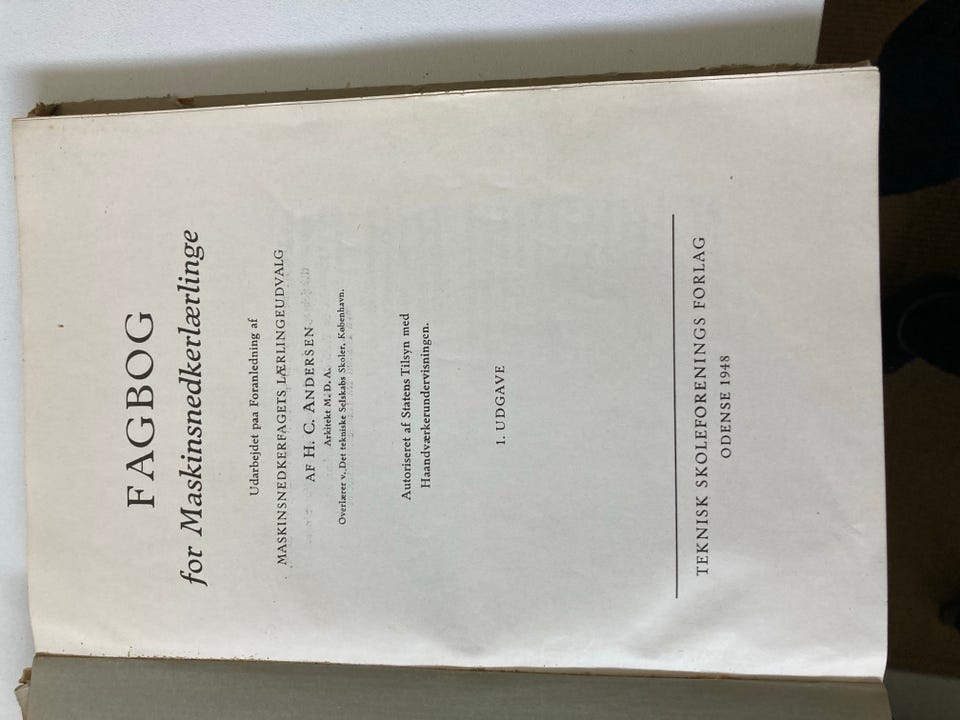 FAGBOG
for Maskinsnedkerlærlinge
Udarbejdet paa Foranledning af
MASKINSNEDKERFAGETS LÆRLINGEUDVALG
AF H. C. ANDERSEN
Arkitekt M. D. A.
Overlærer v. Det tekniske Selskabs Skoler, København.
Autoriseret af Statens Tilsyn med
Haandværkerundervisningen.
1. UDGAVE
TEKNISK SKOLEFORENINGS FORLAG
ODENSE 1948